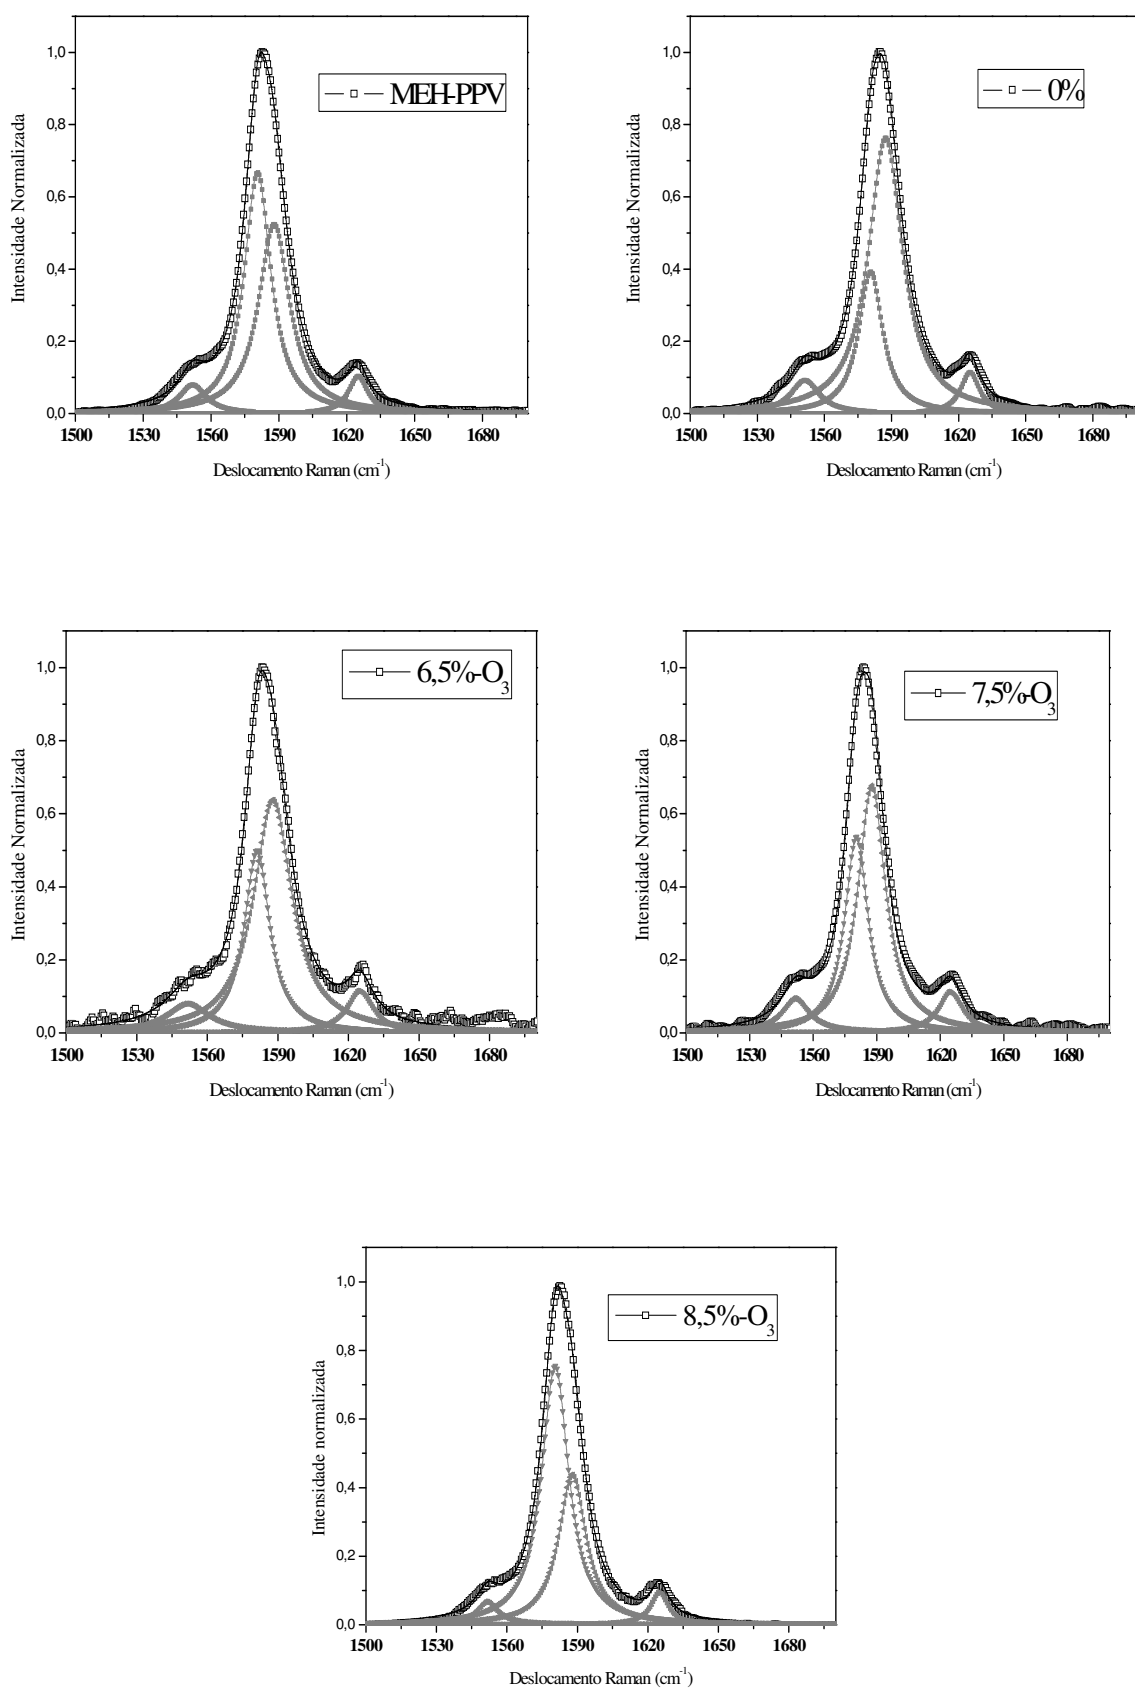 1,0
0,8
0,6
0,4
0,2
0,0
Intensidade Normalizada
MEH-PPV
1500 1530 1560 1590 1620 1650 1680
Deslocamento Raman (cm-1)
1,0
0,8
0,6
0,4
0,2
0,0
Intensidade Normalizada
0%
1500 1530 1560 1590 1620 1650 1680
Deslocamento Raman (cm-1)
1,0
0,8
0,6
0,4
0,2
0,0
Intensidade Normalizada
6,5%-O3
1500 1530 1560 1590 1620 1650 1680
Deslocamento Raman (cm-1)
1,0
0,8
0,6
0,4
0,2
0,0
Intensidade Normalizada
7,5%-O3
1500 1530 1560 1590 1620 1650 1680
Deslocamento Raman (cm-1)
1,0
0,8
0,6
0,4
0,2
0,0
Intensidade normalizada
8,5%-O3
1500 1530 1560 1590 1620 1650 1680
Deslocamento Raman (cm-1)